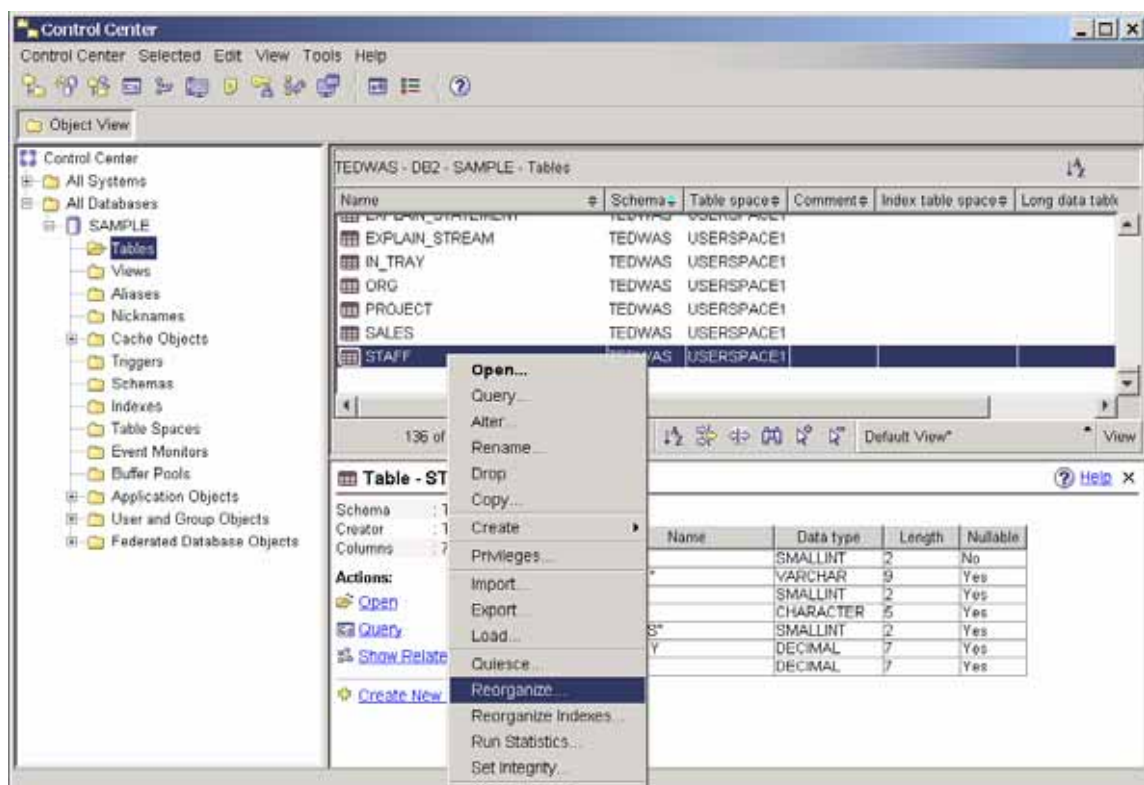 Control Center
Control Center Selected Edit View Tools Help
Object View
Control Center
All Systems
All Databases
SAMPLE
Tables
Views
Aliases
Nicknames
Cache Objects
Triggers
Schemas
Indexes
Table Spaces
Event Monitors
Buffer Pools
Application Objects
User and Group Objects
Federated Database Objects
TEDWAS - DB2 - SAMPLE - Tables
Name Schema Table space Comment Index table space Long data tabl
EXPLAIN_STATEMENT TEDWAS USERSPACE1
EXPLAIN_STREAM TEDWAS USERSPACE1
IN_TRAY TEDWAS USERSPACE1
ORG TEDWAS USERSPACE1
PROJECT TEDWAS USERSPACE1
SALES TEDWAS USERSPACE1
STAFF WAS USERSPACE1
136 of
Default View* View
Open...
Query...
Alter...
Rename...
Drop
Copy...
Create
Privileges...
Import...
Export...
Load...
Quiesce...
Reorganize...
Reorganize Indexes...
Run Statistics...
Set Integrity...
Table - ST
Help
Schema : T
Creator : T
Columns : 7
Actions:
Open
Query
Show Relate
Create New
Name Data type Length Nullable
SMALLINT 2 No
VARCHAR 9 Yes
SMALLINT 2 Yes
CHARACTER 5 Yes
S" SMALLINT 2 Yes
Y DECIMAL 7 Yes
DECIMAL 7 Yes